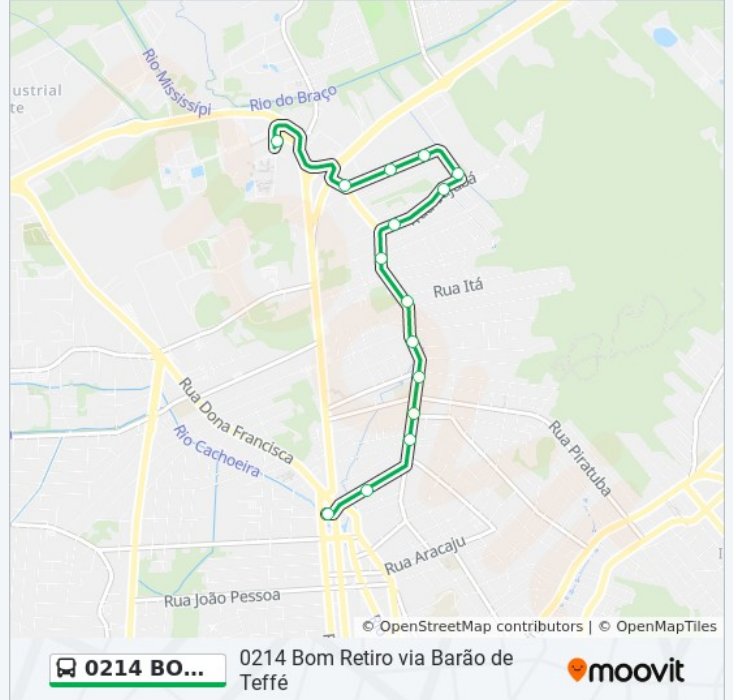 Rio Mississípi
Rio do Braço
ustrial
te
Rua Itá
Rua Dona Francisca
Rio Cachoeira
Rua Piratuba
Rua Aracaju
Rua João Pessoa
© OpenStreetMap contributors | © OpenMapTiles
0214 BO...
0214 Bom Retiro via Barão de
Teffé
moovit